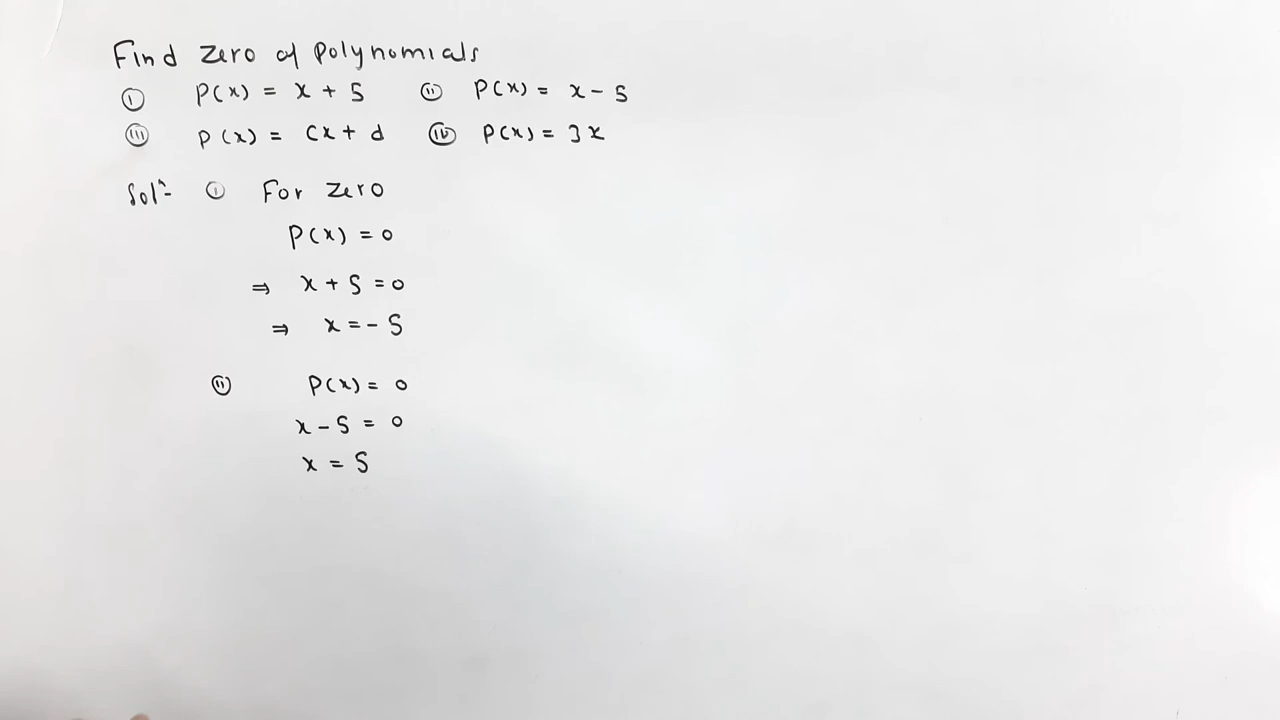 Find zero of Polynomials
(i) P(x) = x + 5 (ii) P(x) = x - 5
(iii) P(x) = cx + d (iv) P(x) = 3x
Solⁿ- (i) For zero
P(x) = 0
⇒ x + 5 = 0
⇒ x = - 5
(ii) P(x) = 0
x - 5 = 0
x = 5